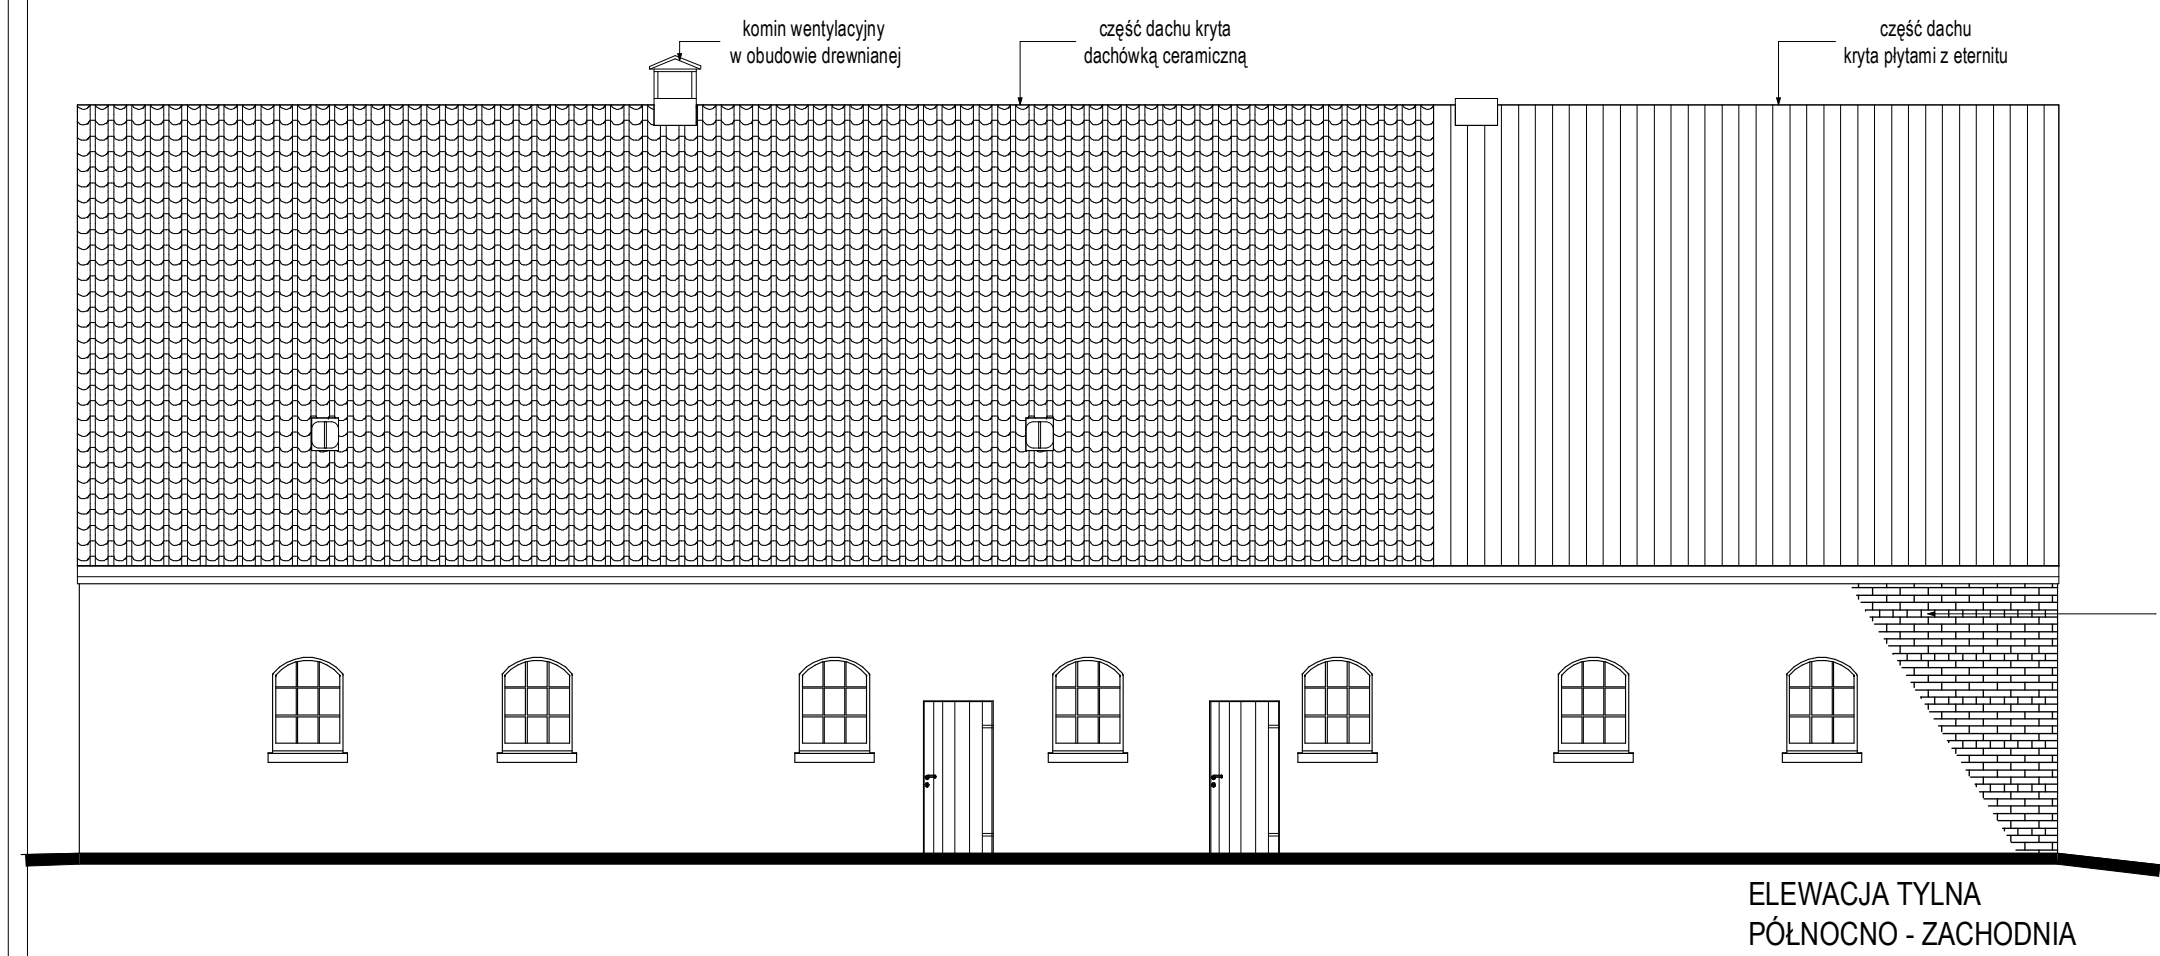 komin wentylacyjny
w obudowie drewnianej
część dachu kryta
dachówką ceramiczną
część dachu
kryta płytami z eternitu
ELEWACJA TYLNA
PÓŁNOCNO - ZACHODNIA